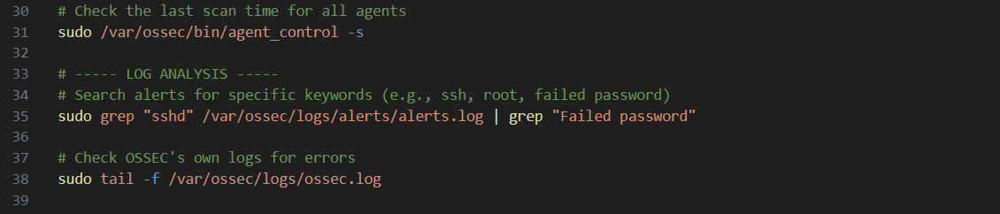 30 # Check the last scan time for all agents
31 sudo /var/ossec/bin/agent_control -s
32
33 # ----- LOG ANALYSIS -----
34 # Search alerts for specific keywords (e.g., ssh, root, failed password)
35 sudo grep "sshd" /var/ossec/logs/alerts/alerts.log | grep "Failed password"
36
37 # Check OSSEC's own logs for errors
38 sudo tail -f /var/ossec/logs/ossec.log
39